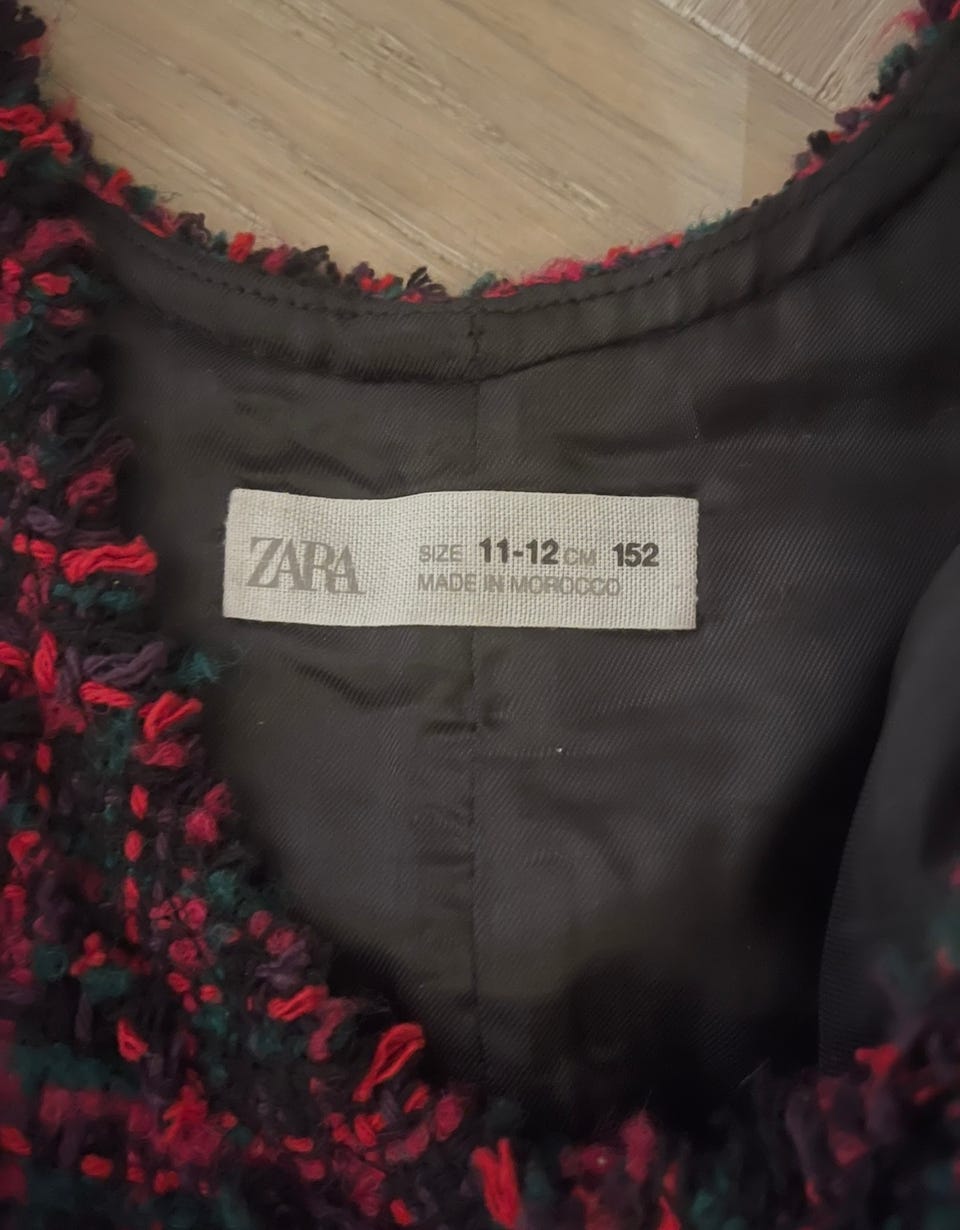 ZARA
SIZE 11-12 CM 152
MADE IN MOROCCO